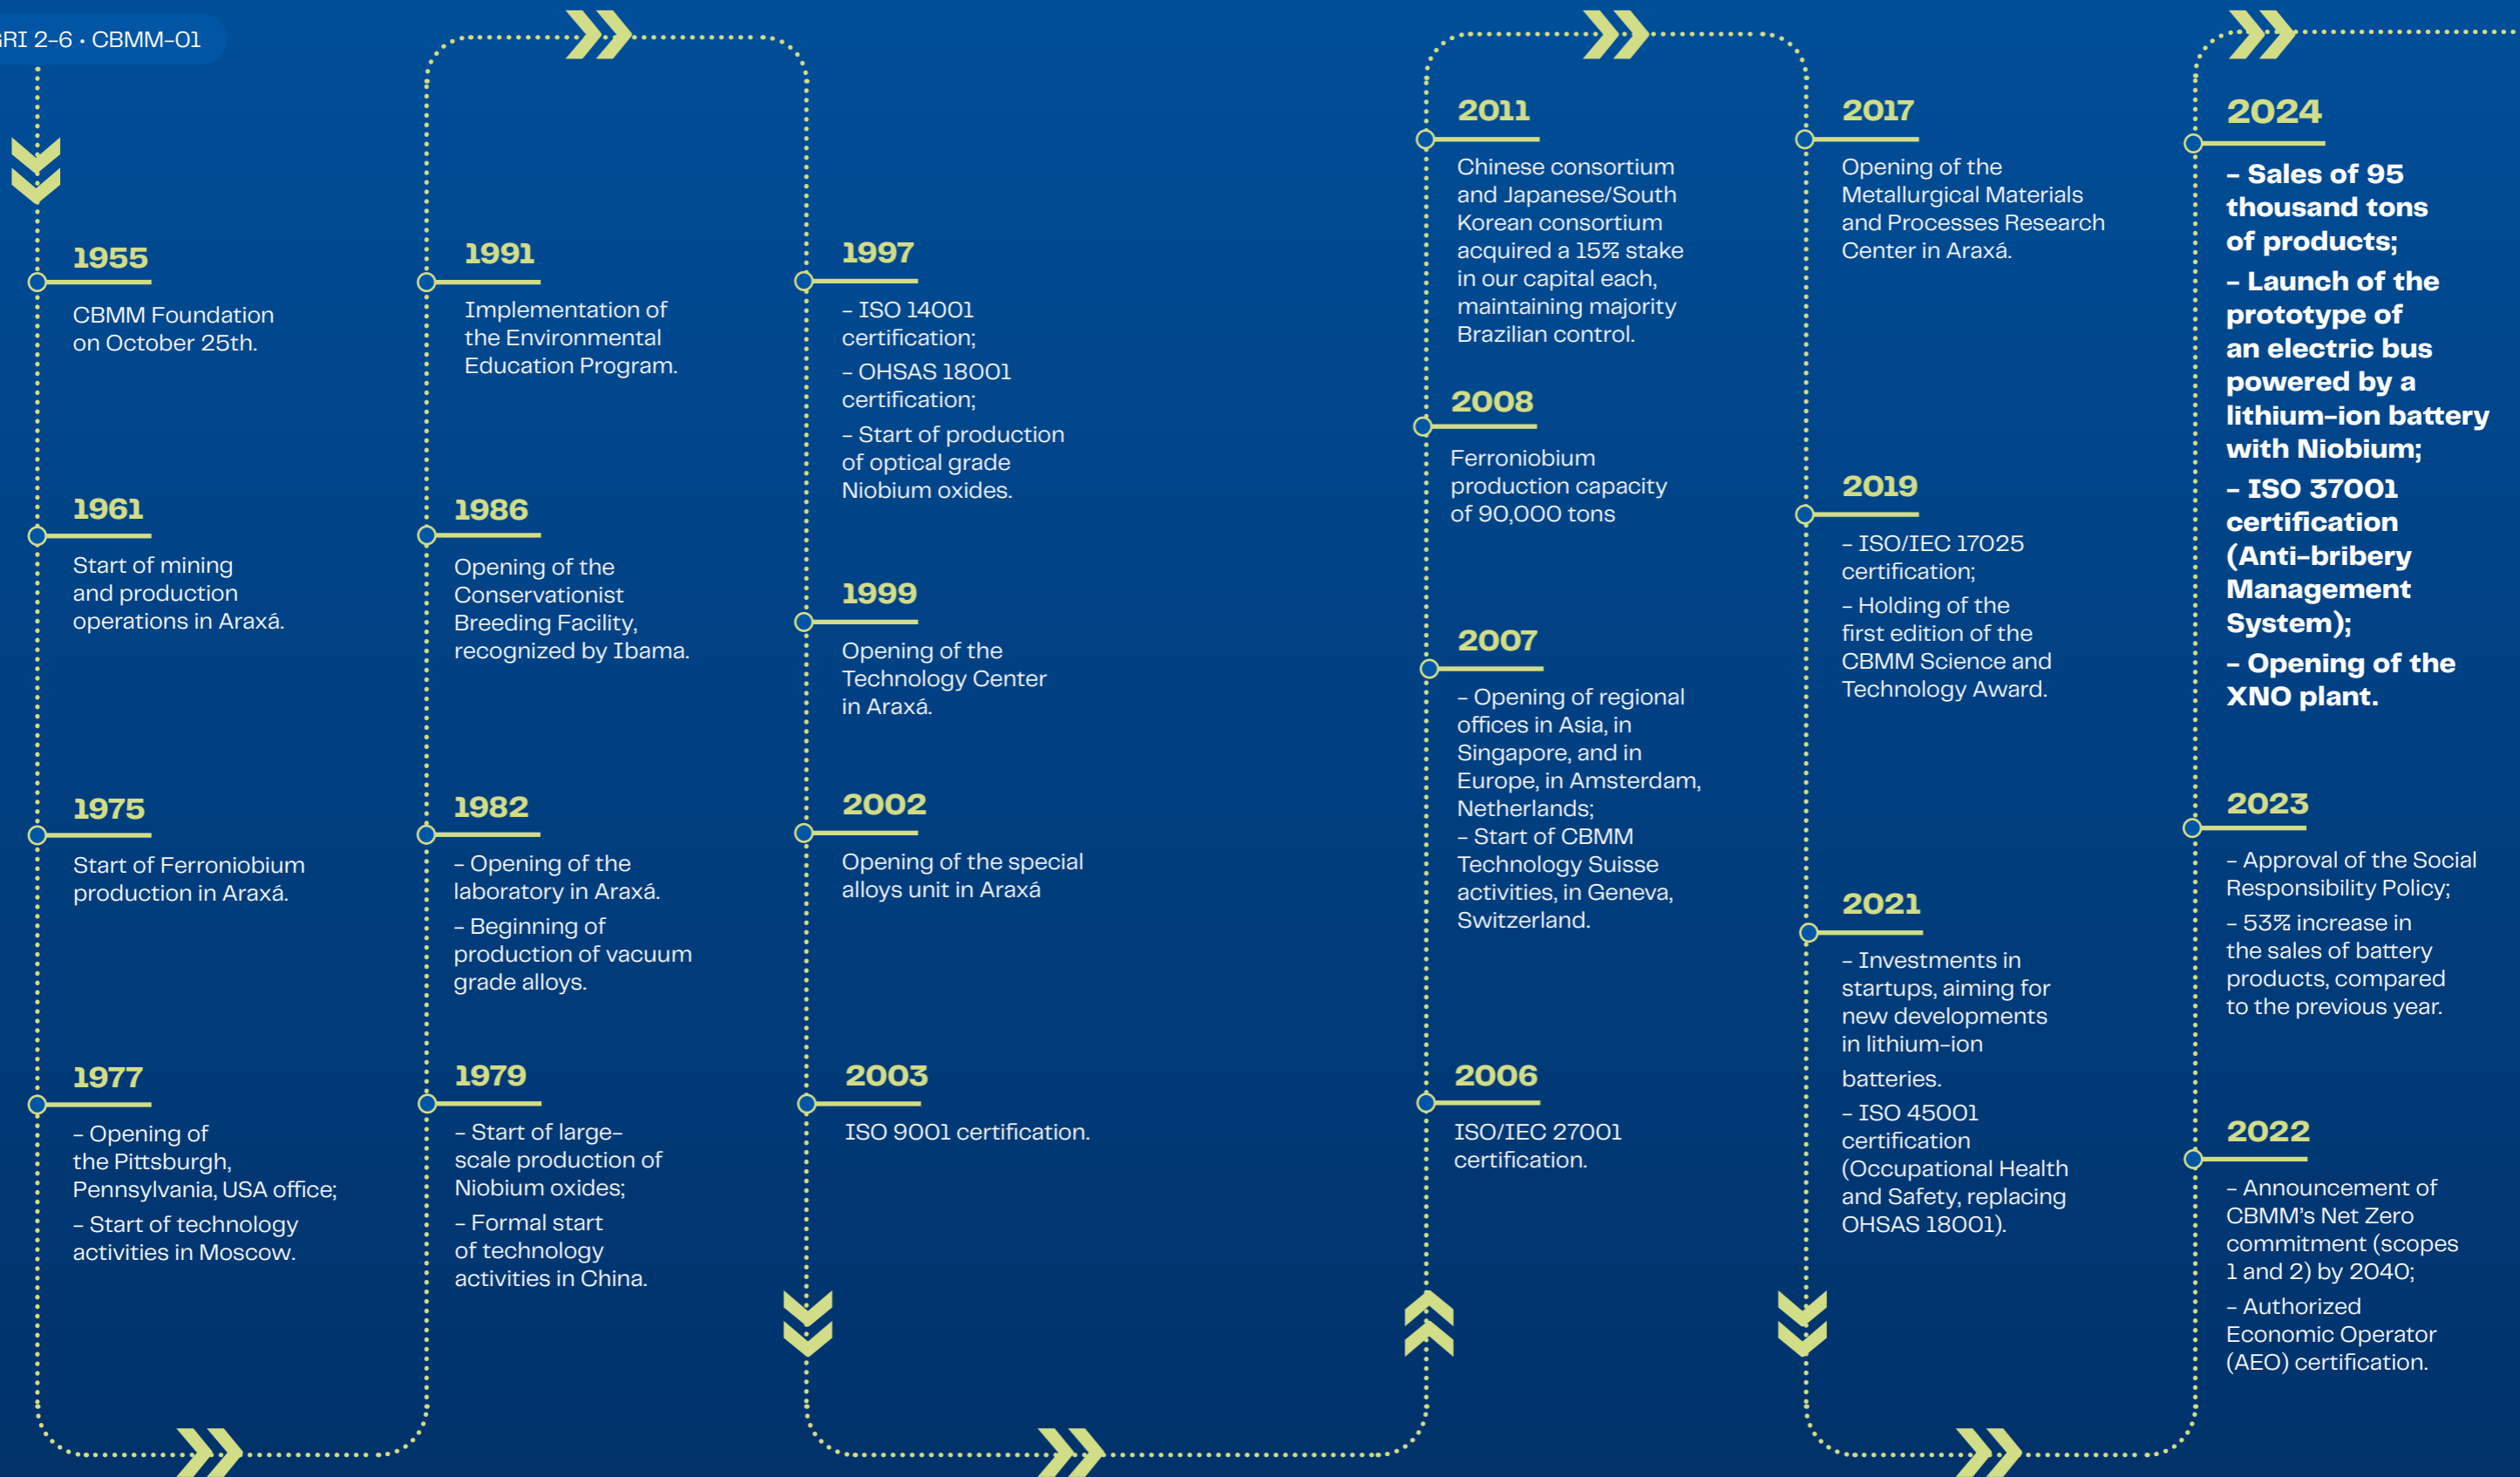 GRI 2-6 • CBMM-01
1955
CBMM Foundation
on October 25th.
1961
Start of mining
and production
operations in Araxá.
1975
Start of Ferroniobium
production in Araxá.
1977
- Opening of
the Pittsburgh,
Pennsylvania, USA office;
- Start of technology
activities in Moscow.
1979
- Start of large-
scale production of
Niobium oxides;
- Formal start
of technology
activities in China.
1982
- Opening of the
laboratory in Araxá.
- Beginning of
production of vacuum
grade alloys.
1986
Opening of the
Conservationist
Breeding Facility,
recognized by Ibama.
1991
Implementation of
the Environmental
Education Program.
1997
- ISO 14001
certification;
- OHSAS 18001
certification;
- Start of production
of optical grade
Niobium oxides.
1999
Opening of the
Technology Center
in Araxá.
2002
Opening of the special
alloys unit in Araxá
2003
ISO 9001 certification.
2006
ISO/IEC 27001
certification.
2007
- Opening of regional
offices in Asia, in
Singapore, and in
Europe, in Amsterdam,
Netherlands;
- Start of CBMM
Technology Suisse
activities, in Geneva,
Switzerland.
2008
Ferroniobium
production capacity
of 90,000 tons
2011
Chinese consortium
and Japanese/South
Korean consortium
acquired a 15% stake
in our capital each,
maintaining majority
Brazilian control.
2017
Opening of the
Metallurgical Materials
and Processes Research
Center in Araxá.
2019
- ISO/IEC 17025
certification;
- Holding of the
first edition of the
CBMM Science and
Technology Award.
2021
- Investments in
startups, aiming for
new developments
in lithium-ion
batteries.
- ISO 45001
certification
(Occupational Health
and Safety, replacing
OHSAS 18001).
2022
- Announcement of
CBMM's Net Zero
commitment (scopes
1 and 2) by 2040;
- Authorized
Economic Operator
(AEO) certification.
2023
- Approval of the Social
Responsibility Policy;
- 53% increase in
the sales of battery
products, compared
to the previous year.
2024
- Sales of 95
thousand tons
of products;
- Launch of the
prototype of
an electric bus
powered by a
lithium-ion battery
with Niobium;
- ISO 37001
certification
(Anti-bribery
Management
System);
- Opening of the
XNO plant.